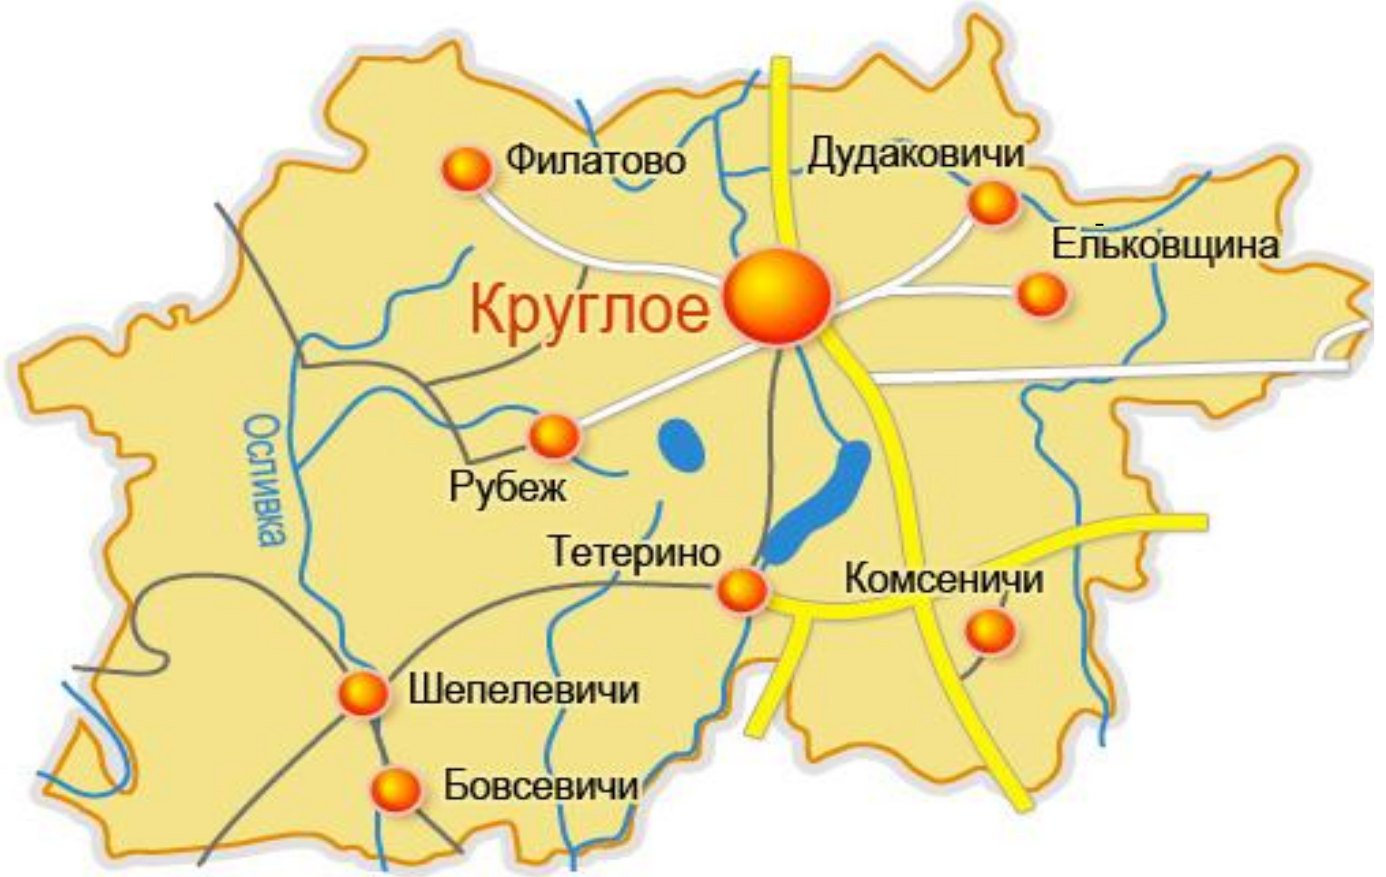 Филатово
Дудаковичи
Ельковщина
Круглое
Осливка
Рубеж
Тетерино
Комсеничи
Шепелевичи
Бовсевичи